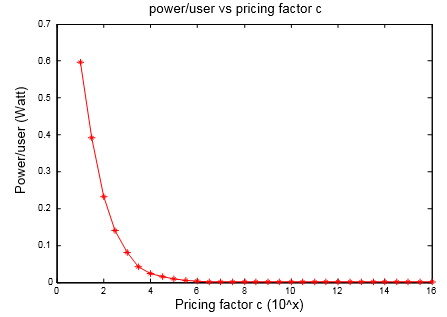 power/user vs pricing factor c
0.7
0.6
0.5
0.4
0.3
0.2
0.1
0
Power/user (Watt)
0 2 4 6 8 10 12 14 16
Pricing factor c (10^x)